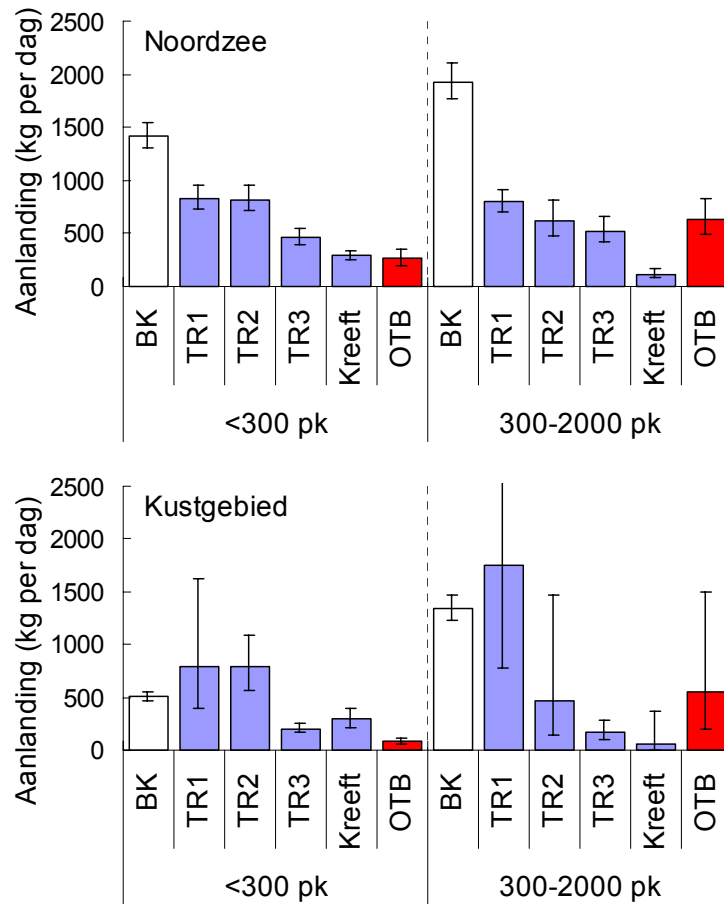 Noordzee
Aanlanding (kg per dag)
2500
2000
1500
1000
500
0
BK TR1 TR2 TR3 Kreeft OTB BK TR1 TR2 TR3 Kreeft OTB
<300 pk 300-2000 pk
Kustgebied
Aanlanding (kg per dag)
2500
2000
1500
1000
500
0
BK TR1 TR2 TR3 Kreeft OTB BK TR1 TR2 TR3 Kreeft OTB
<300 pk 300-2000 pk